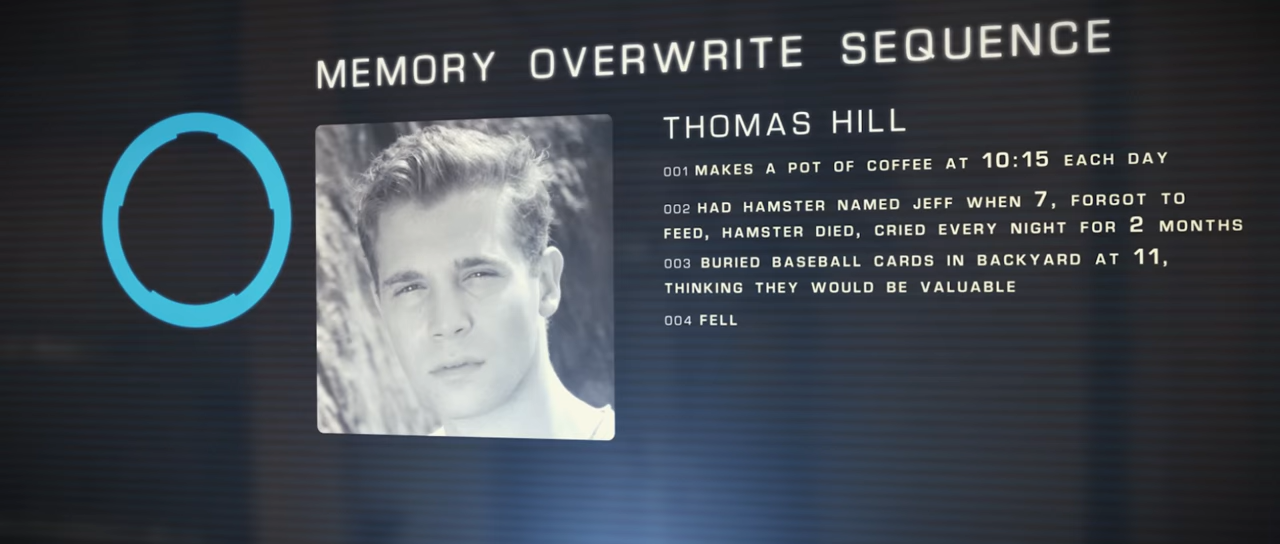 MEMORY OVERWRITE SEQUENCE
THOMAS HILL
001 MAKES A POT OF COFFEE AT 10:15 EACH DAY
002 HAD HAMSTER NAMED JEFF WHEN 7, FORGOT TO
FEED, HAMSTER DIED, CRIED EVERY NIGHT FOR 2 MONTHS
003 BURIED BASEBALL CARDS IN BACKYARD AT 11,
THINKING THEY WOULD BE VALUABLE
004 FELL